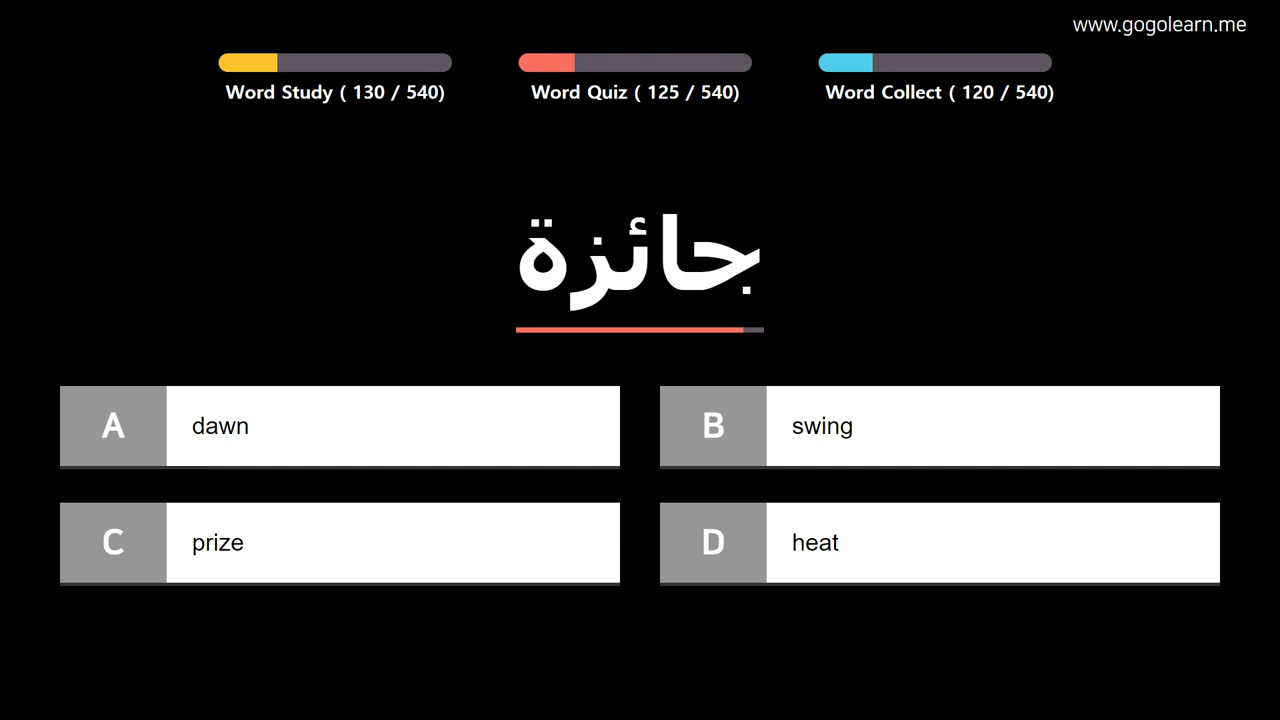 www.gogolearn.me
Word Study ( 130 / 540)
Word Quiz ( 125 / 540)
Word Collect ( 120 / 540)
جائزة
A dawn
B swing
C prize
D heat